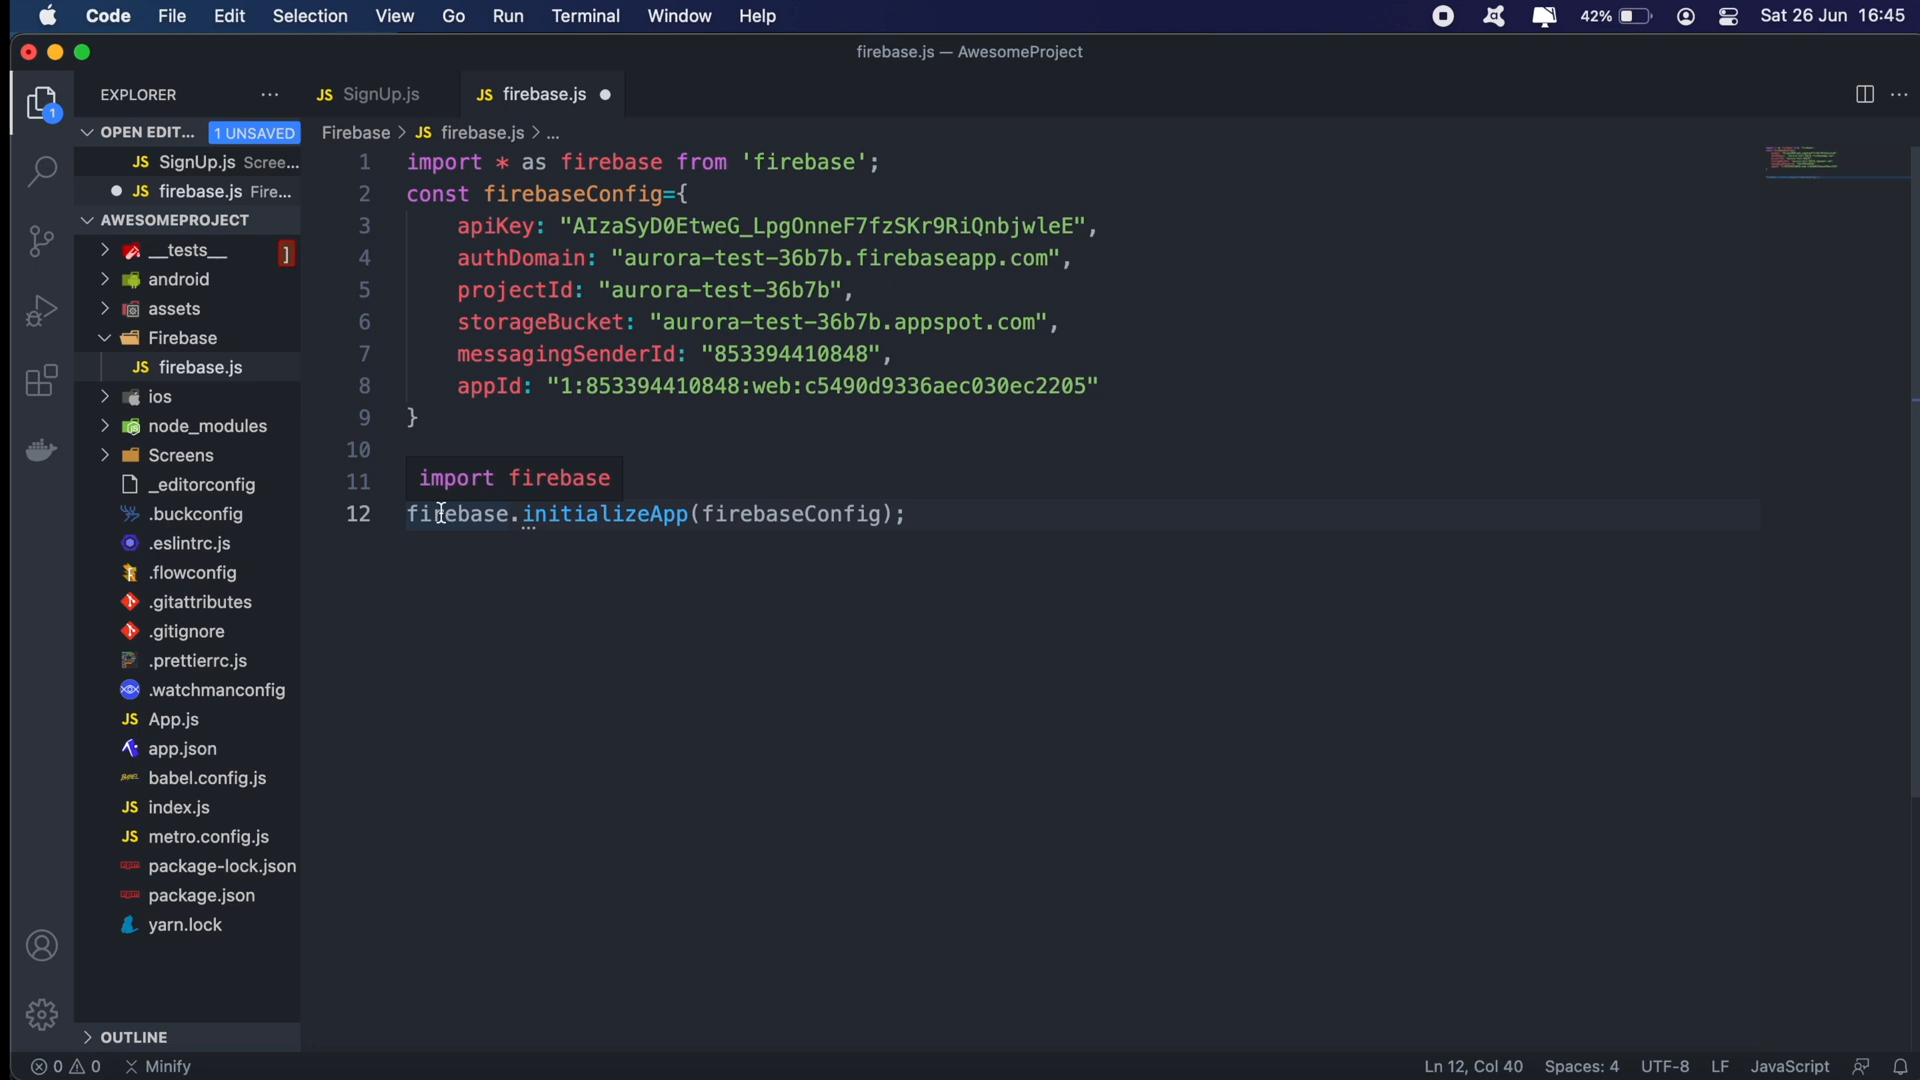 Code File Edit Selection View Go Run Terminal Window Help 42% Sat 26 Jun 16:45
firebase.js — AwesomeProject
EXPLORER ··· JS SignUp.js JS firebase.js
OPEN EDIT... 1 UNSAVED Firebase > JS firebase.js > ...
JS SignUp.js Scree...
JS firebase.js Fire...
AWESOMEPROJECT
__tests__ ]
android
assets
Firebase
JS firebase.js
ios
node_modules
Screens
_editorconfig
.buckconfig
.eslintrc.js
.flowconfig
.gitattributes
.gitignore
.prettierrc.js
.watchmanconfig
JS App.js
app.json
babel.config.js
JS index.js
JS metro.config.js
package-lock.json
package.json
yarn.lock
OUTLINE
1 import * as firebase from 'firebase';
2 const firebaseConfig={
3 apiKey: "AIzaSyD0EtweG_LpgOnneF7fzSKr9RiQnbjwleE",
4 authDomain: "aurora-test-36b7b.firebaseapp.com",
5 projectId: "aurora-test-36b7b",
6 storageBucket: "aurora-test-36b7b.appspot.com",
7 messagingSenderId: "853394410848",
8 appId: "1:853394410848:web:c5490d9336aec030ec2205"
9 }
10
11 import firebase
12 firebase.initializeApp(firebaseConfig);
0 0 Minify Ln 12, Col 40 Spaces: 4 UTF-8 LF JavaScript